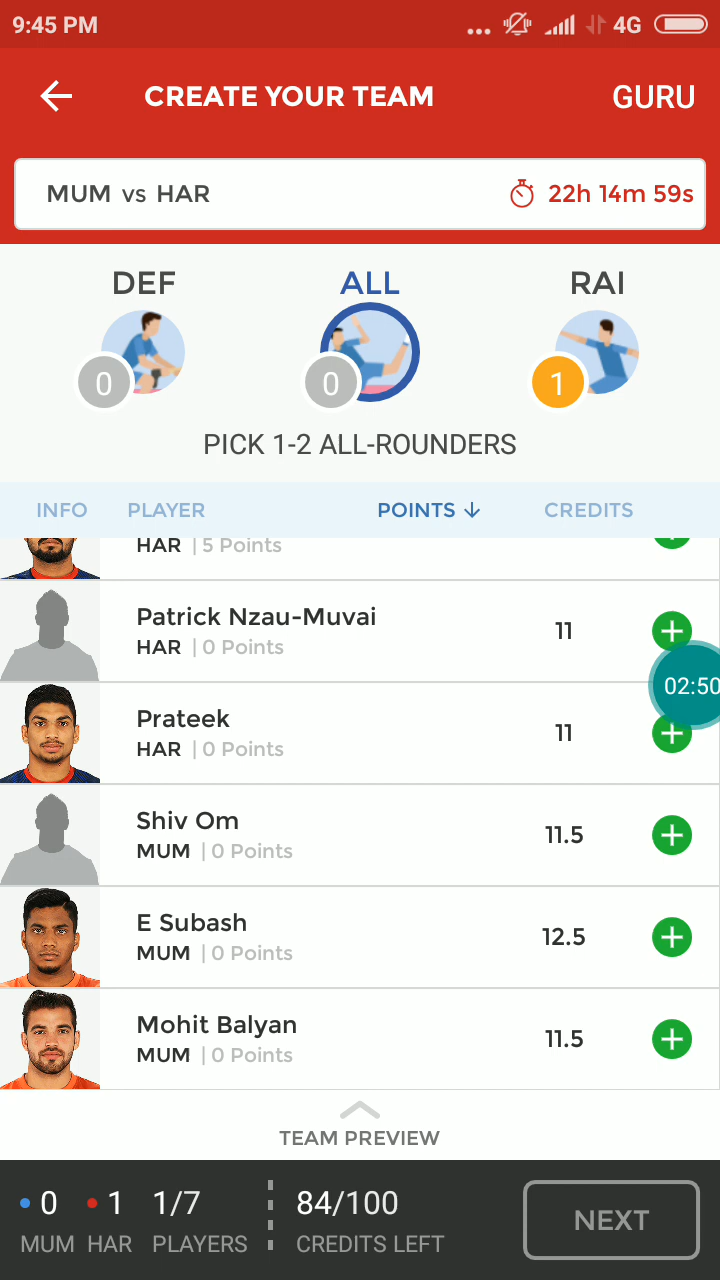 9:45 PM 4G
CREATE YOUR TEAM GURU
MUM vs HAR 22h 14m 59s
DEF ALL RAI
0 0 1
PICK 1-2 ALL-ROUNDERS
INFO PLAYER POINTS CREDITS
HAR | 5 Points
Patrick Nzau-Muvai 11
HAR | 0 Points
02:50
Prateek 11
HAR | 0 Points
Shiv Om 11.5
MUM | 0 Points
E Subash 12.5
MUM | 0 Points
Mohit Balyan 11.5
MUM | 0 Points
TEAM PREVIEW
0 1 1/7 84/100 NEXT
MUM HAR PLAYERS CREDITS LEFT